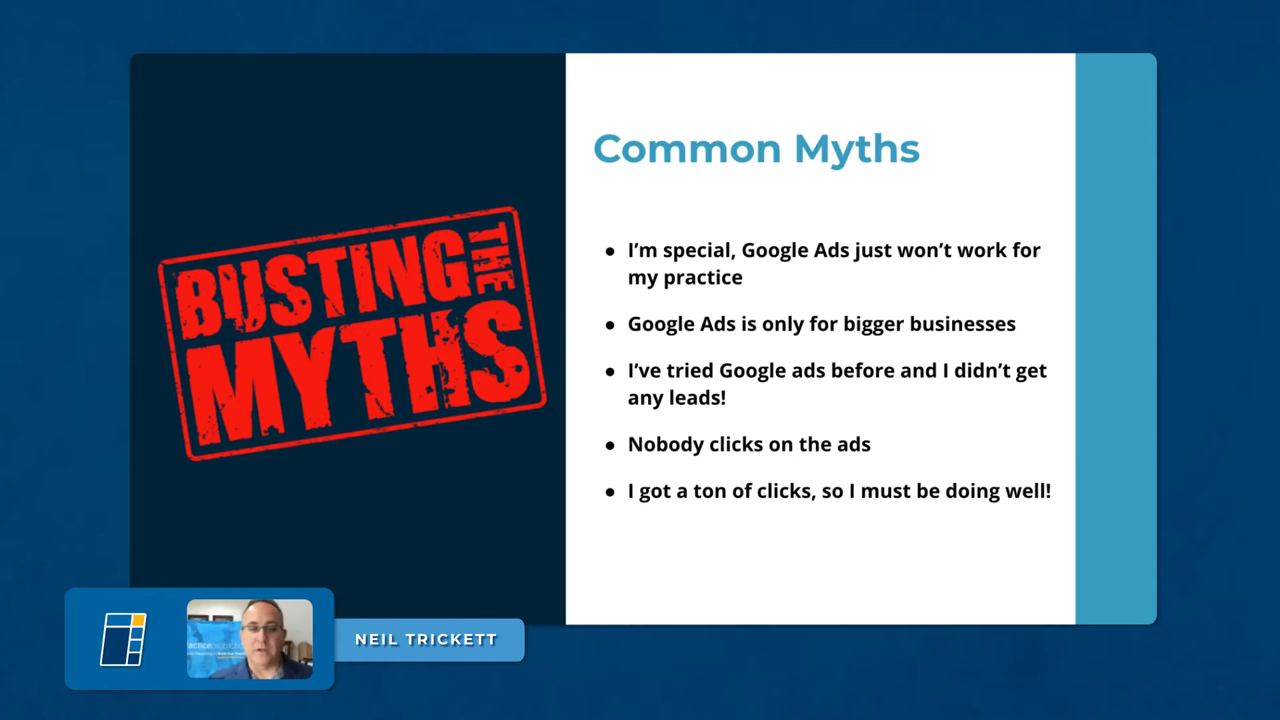 BUSTING THE
MYTHS
Common Myths
● I’m special, Google Ads just won’t work for
my practice
● Google Ads is only for bigger businesses
● I’ve tried Google ads before and I didn’t get
any leads!
● Nobody clicks on the ads
● I got a ton of clicks, so I must be doing well!
NEIL TRICKETT